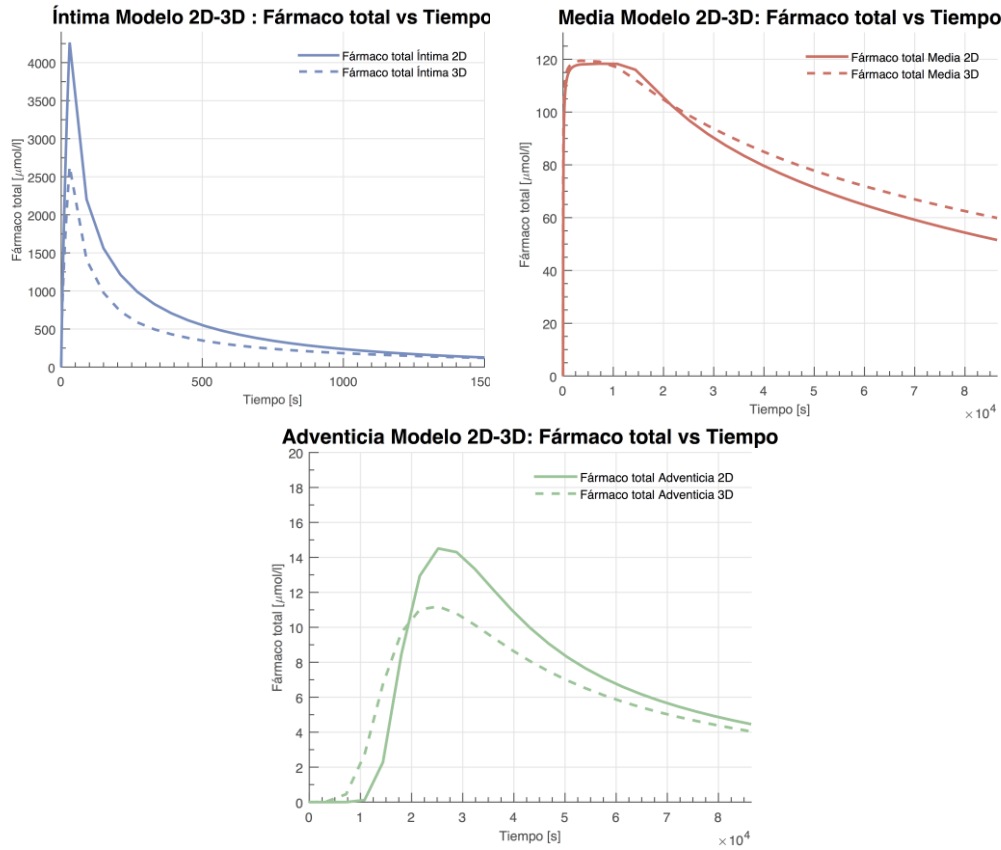 Íntima Modelo 2D-3D : Fármaco total vs Tiempo
Fármaco total Íntima 2D
Fármaco total Íntima 3D
Fármaco total [μmol/l]
4000
3500
3000
2500
2000
1500
1000
500
0
0 500 1000 150
Tiempo [s]
Media Modelo 2D-3D: Fármaco total vs Tiempo
Fármaco total Media 2D
Fármaco total Media 3D
Fármaco total [μmol/l]
120
100
80
60
40
20
0
0 1 2 3 4 5 6 7 8
Tiempo [s]
×10⁴
Adventicia Modelo 2D-3D: Fármaco total vs Tiempo
Fármaco total Adventicia 2D
Fármaco total Adventicia 3D
Fármaco total [μmol/l]
20
18
16
14
12
10
8
6
4
2
0
0 1 2 3 4 5 6 7 8
Tiempo [s]
×10⁴